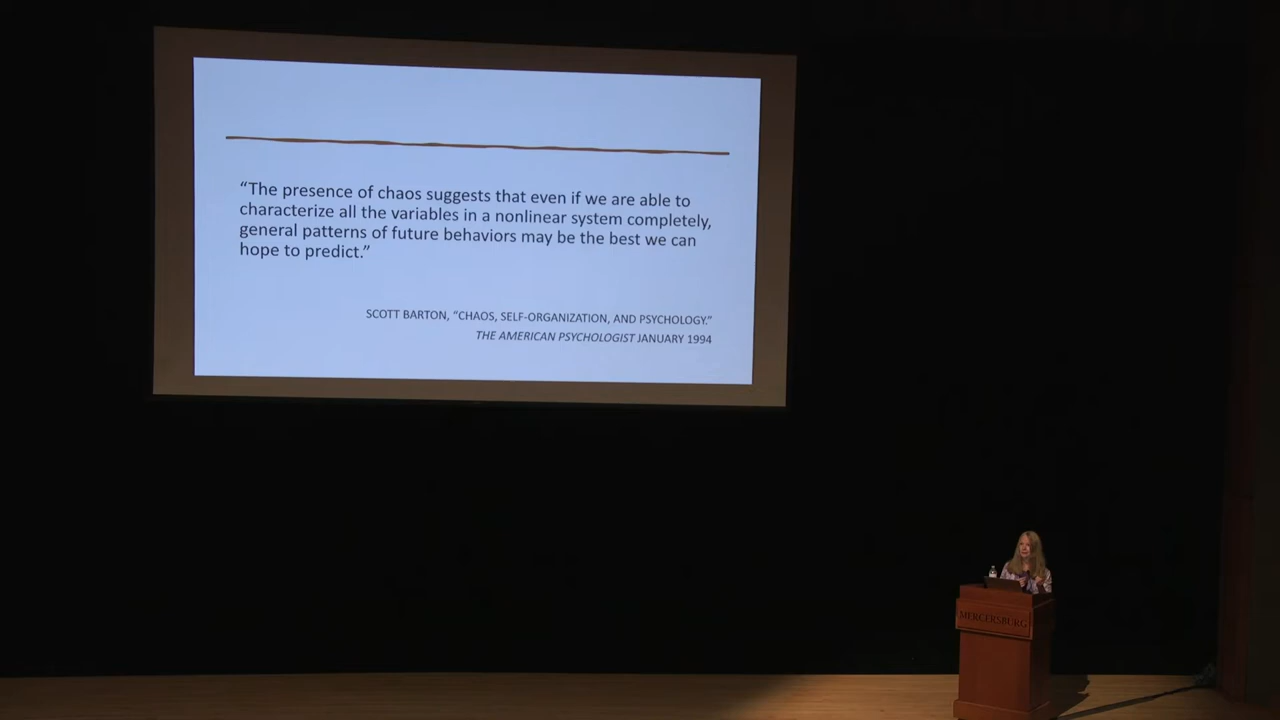 “The presence of chaos suggests that even if we are able to
characterize all the variables in a nonlinear system completely,
general patterns of future behaviors may be the best we can
hope to predict.”
SCOTT BARTON, “CHAOS, SELF-ORGANIZATION, AND PSYCHOLOGY.”
THE AMERICAN PSYCHOLOGIST JANUARY 1994
MERCERSBURG